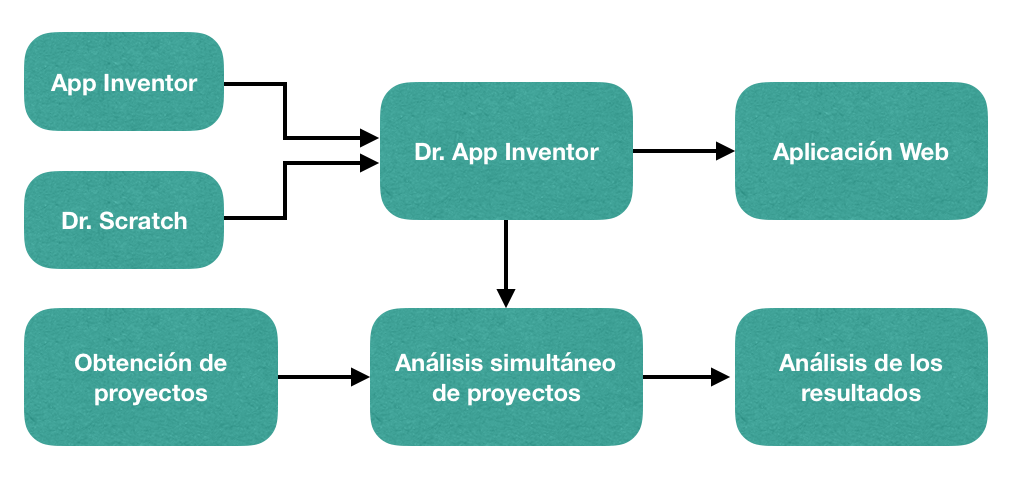 App Inventor
Dr. Scratch
Dr. App Inventor
Aplicación Web
Obtención de
proyectos
Análisis simultáneo
de proyectos
Análisis de los
resultados